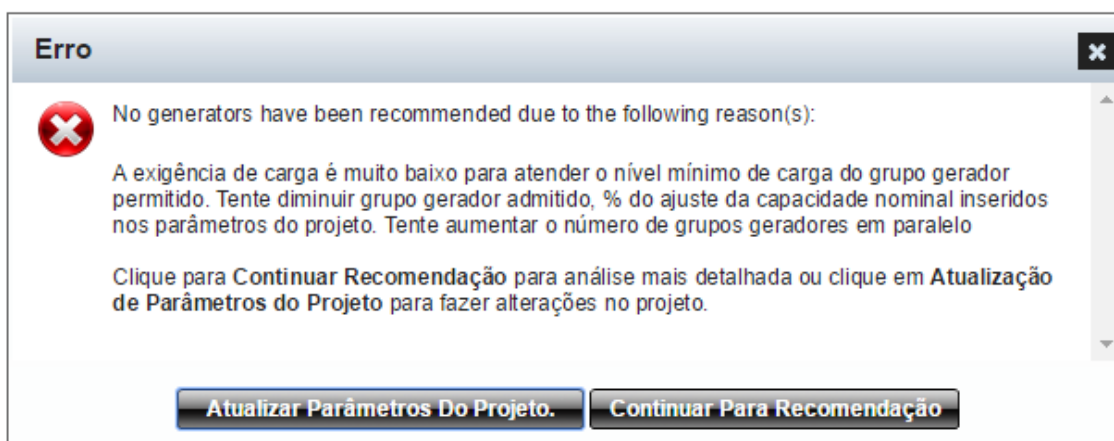 Erro
No generators have been recommended due to the following reason(s):
A exigência de carga é muito baixo para atender o nível mínimo de carga do grupo gerador
permitido. Tente diminuir grupo gerador admitido, % do ajuste da capacidade nominal inseridos
nos parâmetros do projeto. Tente aumentar o número de grupos geradores em paralelo
Clique para Continuar Recomendação para análise mais detalhada ou clique em Atualização
de Parâmetros do Projeto para fazer alterações no projeto.
Atualizar Parâmetros Do Projeto. Continuar Para Recomendação